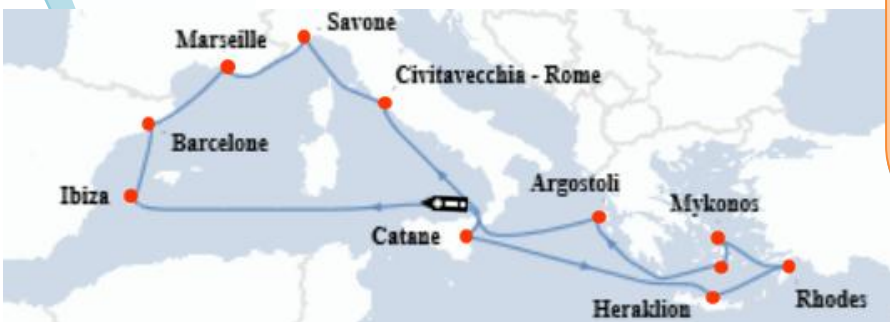 Savone
Marseille
Civitavecchia - Rome
Barcelone
Ibiza
Argostoli
Mykonos
Catane
Heraklion
Rhodes